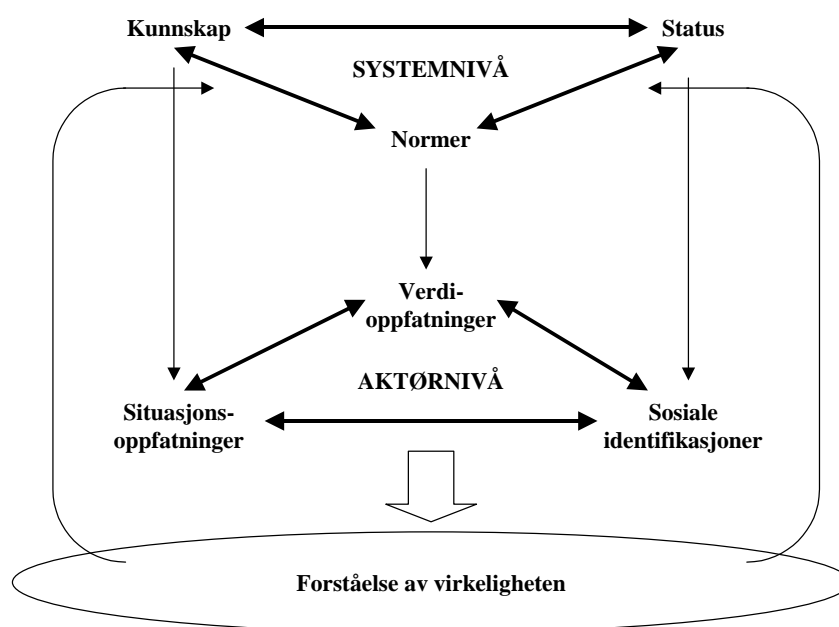 Kunnskap
Status
SYSTEMNIVÅ
Normer
Verdi-
oppfatninger
AKTØRNIVÅ
Situasjons-
oppfatninger
Sosiale
identifikasjoner
Forståelse av virkeligheten